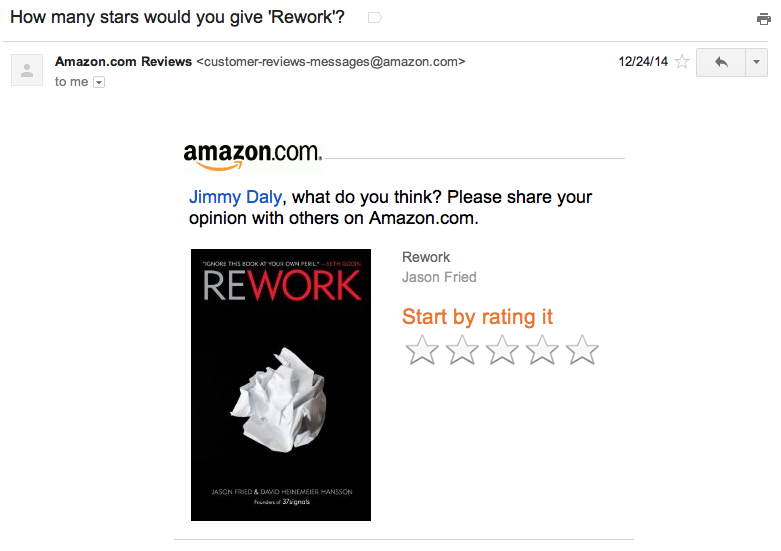 How many stars would you give 'Rework'?
Amazon.com Reviews <customer-reviews-messages@amazon.com>
12/24/14
to me
amazon.com.
Jimmy Daly, what do you think? Please share your
opinion with others on Amazon.com.
"IGNORE THIS BOOK AT YOUR OWN PERIL." —SETH GODIN
REWORK
JASON FRIED & DAVID HEINEMEIER HANSSON
Founders of 37signals
Rework
Jason Fried
Start by rating it